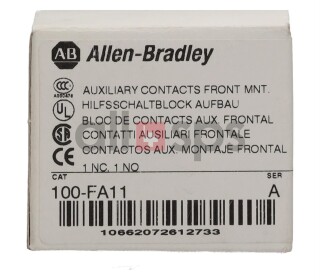 AB Allen-Bradley
AUXILIARY CONTACTS FRONT MNT.
HILFSSCHALTBLOCK AUFBAU
BLOC DE CONTACTS AUX. FRONTAL
CONTATTI AUSILIARI FRONTALE
CONTACTOS AUX. MONTAJE FRONTAL
1 NC. 1 NO
CAT SER
100-FA11 A
10662072612733